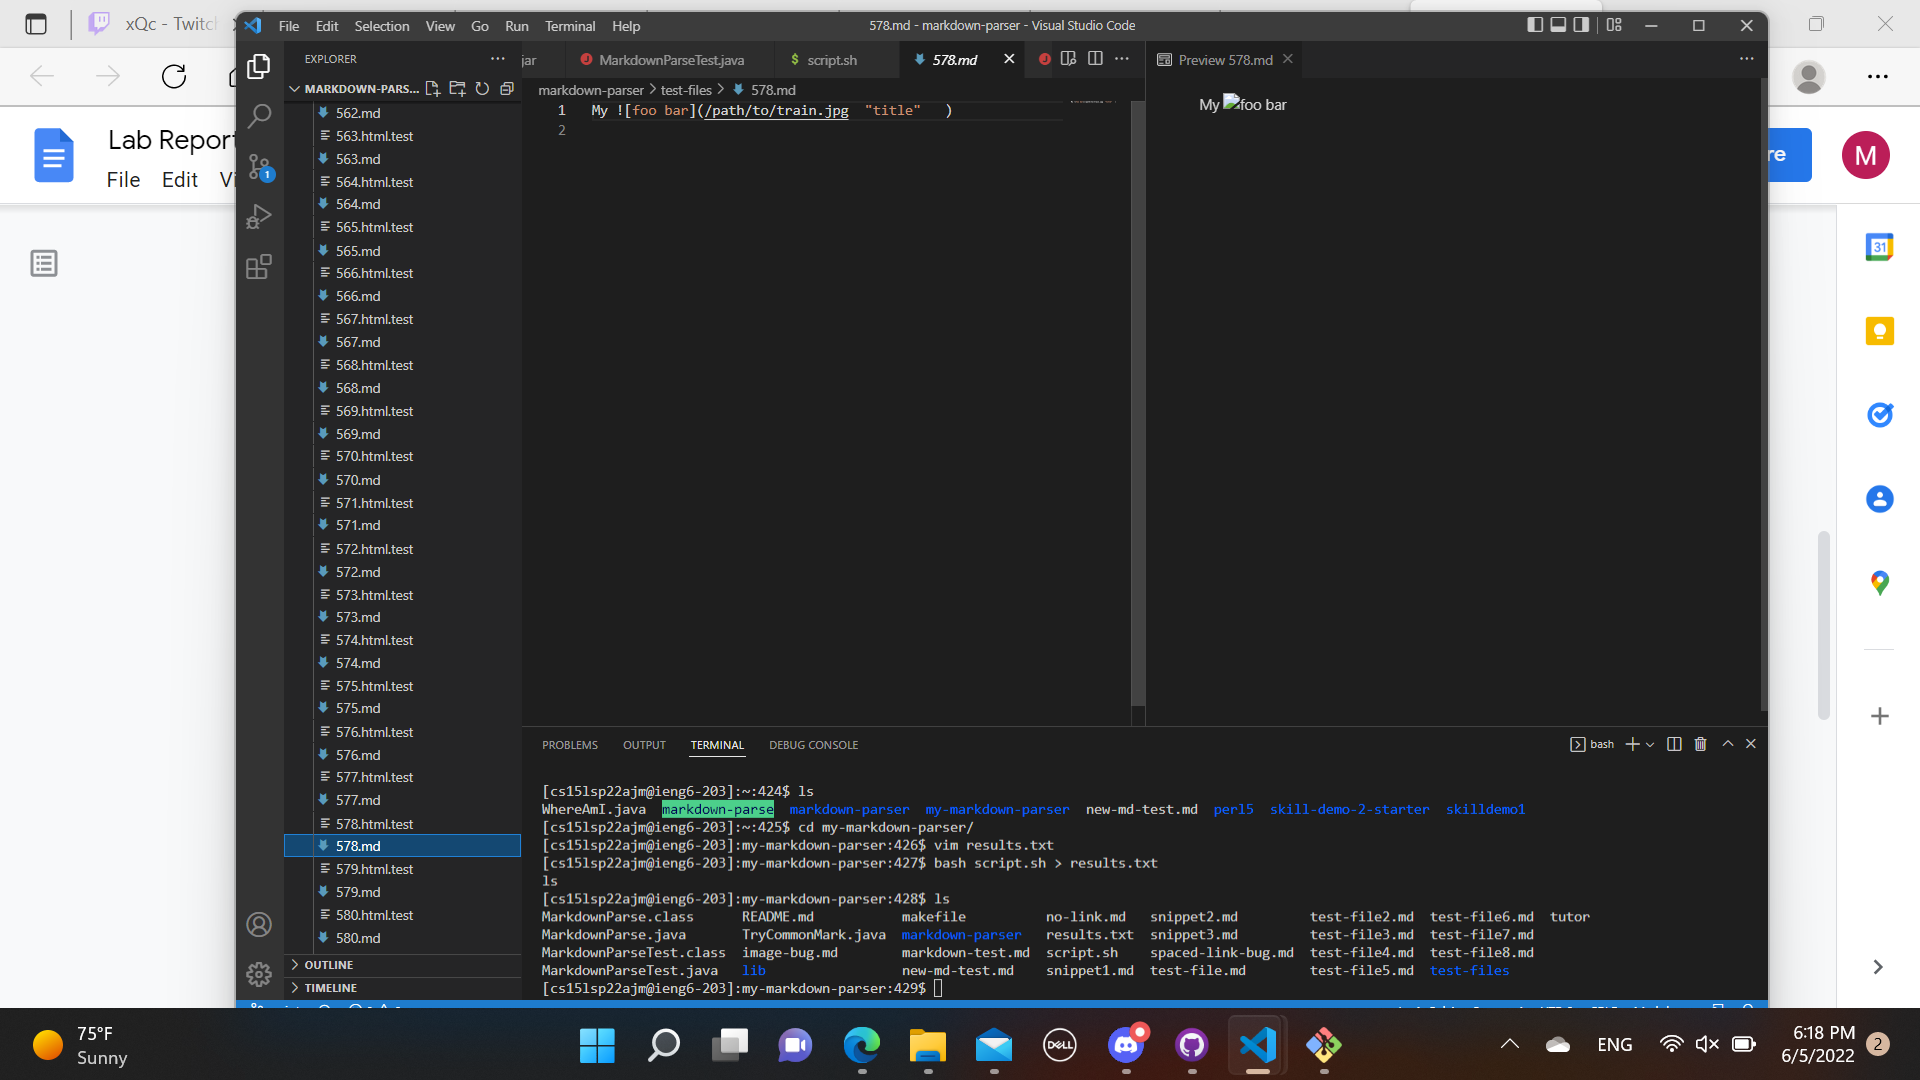 xQc - Twitch
File Edit Selection View Go Run Terminal Help
578.md - markdown-parser - Visual Studio Code
EXPLORER
jar
MarkdownParseTest.java
script.sh
578.md
Preview 578.md
MARKDOWN-PARS...
markdown-parser > test-files > 578.md
1 My ![foo bar](/path/to/train.jpg  "title"   )
2
My foo bar
Lab Report
File Edit Vi
re
M
31
1
562.md
563.html.test
563.md
564.html.test
564.md
565.html.test
565.md
566.html.test
566.md
567.html.test
567.md
568.html.test
568.md
569.html.test
569.md
570.html.test
570.md
571.html.test
571.md
572.html.test
572.md
573.html.test
573.md
574.html.test
574.md
575.html.test
575.md
576.html.test
576.md
577.html.test
577.md
578.html.test
578.md
579.html.test
579.md
580.html.test
580.md
OUTLINE
TIMELINE
PROBLEMS OUTPUT TERMINAL DEBUG CONSOLE
bash
[cs15lsp22ajm@ieng6-203]:~:424$ ls
WhereAmI.java markdown-parse markdown-parser my-markdown-parser new-md-test.md perl5 skill-demo-2-starter skilldemo1
[cs15lsp22ajm@ieng6-203]:~:425$ cd my-markdown-parser/
[cs15lsp22ajm@ieng6-203]:my-markdown-parser:426$ vim results.txt
[cs15lsp22ajm@ieng6-203]:my-markdown-parser:427$ bash script.sh > results.txt
ls
[cs15lsp22ajm@ieng6-203]:my-markdown-parser:428$ ls
MarkdownParse.class README.md makefile no-link.md snippet2.md test-file2.md test-file6.md tutor
MarkdownParse.java TryCommonMark.java markdown-parser results.txt snippet3.md test-file3.md test-file7.md
MarkdownParseTest.class image-bug.md markdown-test.md script.sh spaced-link-bug.md test-file4.md test-file8.md
MarkdownParseTest.java lib new-md-test.md snippet1.md test-file.md test-file5.md test-files
[cs15lsp22ajm@ieng6-203]:my-markdown-parser:429$
75°F
Sunny
DELL
ENG
6:18 PM
6/5/2022
2